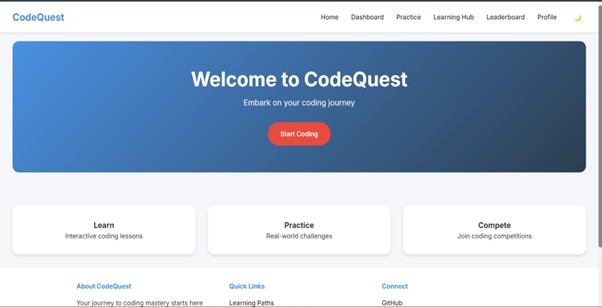 CodeQuest
Home Dashboard Practice Learning Hub Leaderboard Profile
Welcome to CodeQuest
Embark on your coding journey
Start Coding
Learn
Interactive coding lessons
Practice
Real-world challenges
Compete
Join coding competitions
About CodeQuest
Your journey to coding mastery starts here
Quick Links
Learning Paths
Connect
GitHub